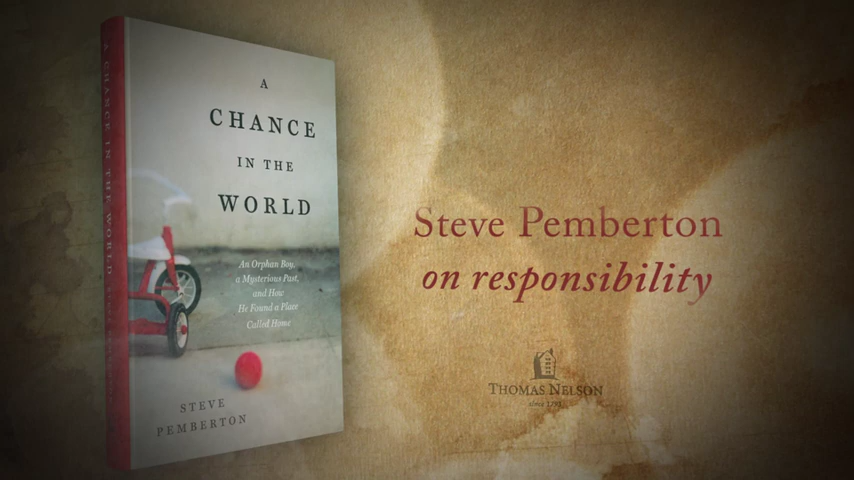 A CHANCE IN THE WORLD
A
CHANCE
IN THE
WORLD
An Orphan Boy,
a Mysterious Past,
and How
He Found a Place
Called Home
STEVE
PEMBERTON
Steve Pemberton
on responsibility
THOMAS NELSON